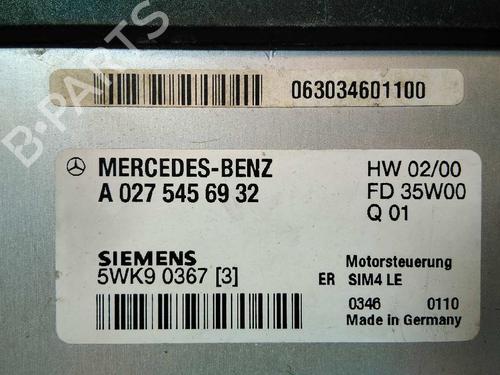 B-PARTS
063034601100
MERCEDES-BENZ HW 02/00
A 027 545 69 32 FD 35W00
Q 01
SIEMENS Motorsteuerung
5WK9 0367 [3] ER SIM4 LE
0346 0110
Made in Germany